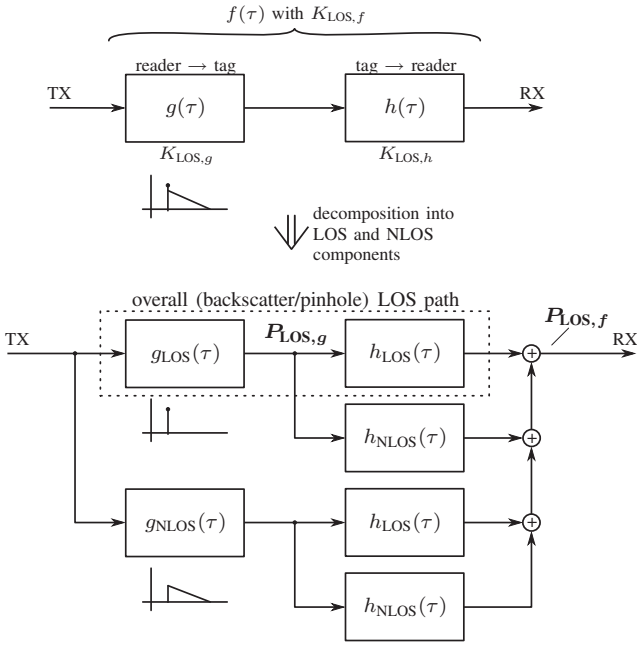 f(τ) with K_LOS,f
reader → tag
tag → reader
TX
g(τ)
h(τ)
RX
K_LOS,g
K_LOS,h
decomposition into
LOS and NLOS
components
overall (backscatter/pinhole) LOS path
TX
g_LOS(τ)
P_LOS,g
h_LOS(τ)
P_LOS,f
RX
h_NLOS(τ)
g_NLOS(τ)
h_LOS(τ)
h_NLOS(τ)